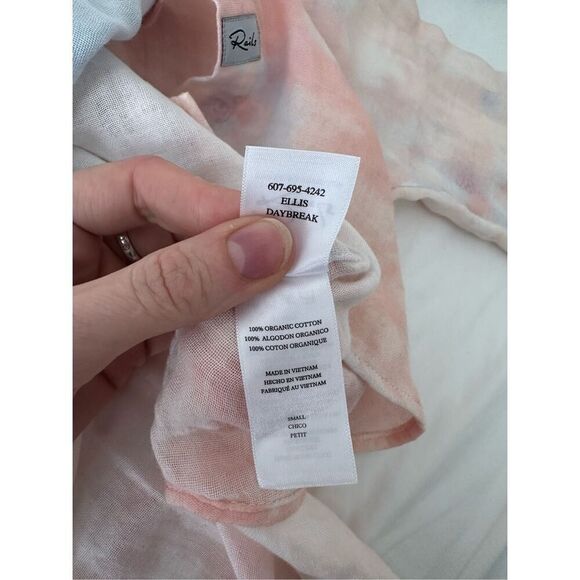 Rails
607-695-4242
ELLIS
DAYBREAK
100% ORGANIC COTTON
100% ALGODON ORGANICO
100% COTON ORGANIQUE
MADE IN VIETNAM
HECHO EN VIETNAM
FABRIQUÉ AU VIETNAM
SMALL
CHICO
PETIT